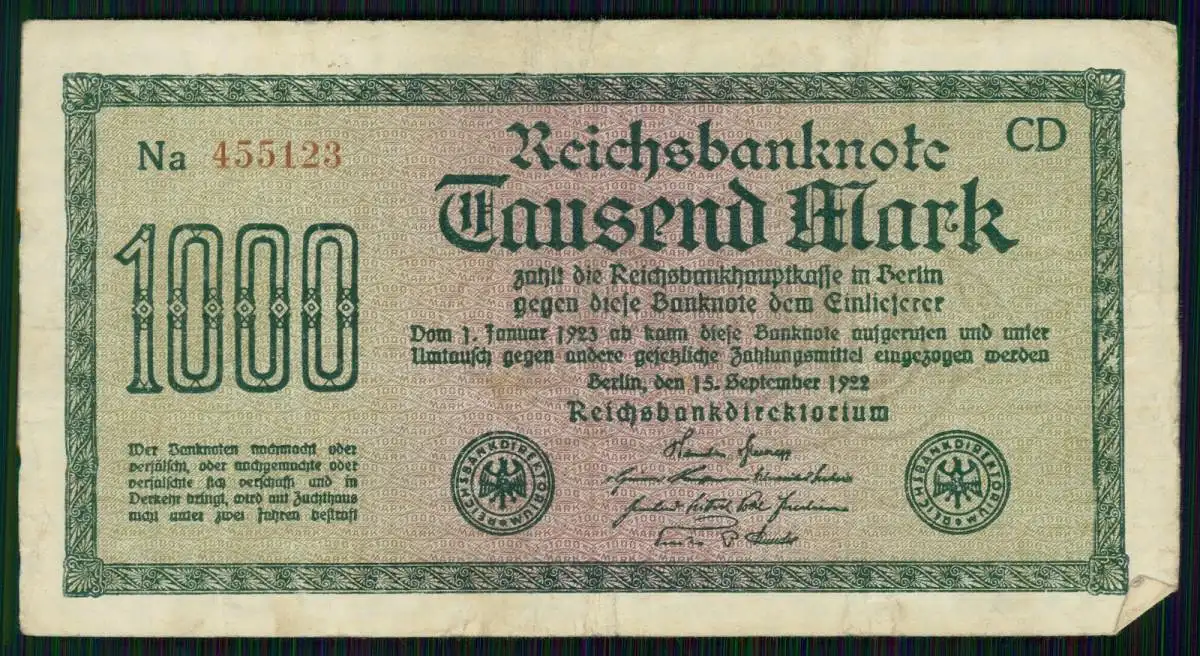 Na 455123
CD
Reichsbanknote
Tausend Mark
zahlt die Reichsbankhauptkasse in Berlin
gegen diese Banknote dem Einlieferer
Vom 1. Januar 1923 ab kann diese Banknote aufgerufen und unter
Umtausch gegen andere gesetzliche Zahlungsmittel eingezogen werden
Berlin, den 15. September 1922
Reichsbankdirektorium
1000
Wer Banknoten nachmacht oder
verfälscht, oder nachgemachte oder
verfälschte sich verschafft und in
Verkehr bringt, wird mit Zuchthaus
nicht unter zwei Jahren bestraft
REICHSBANKDIREKTORIUM
REICHSBANKDIREKTORIUM